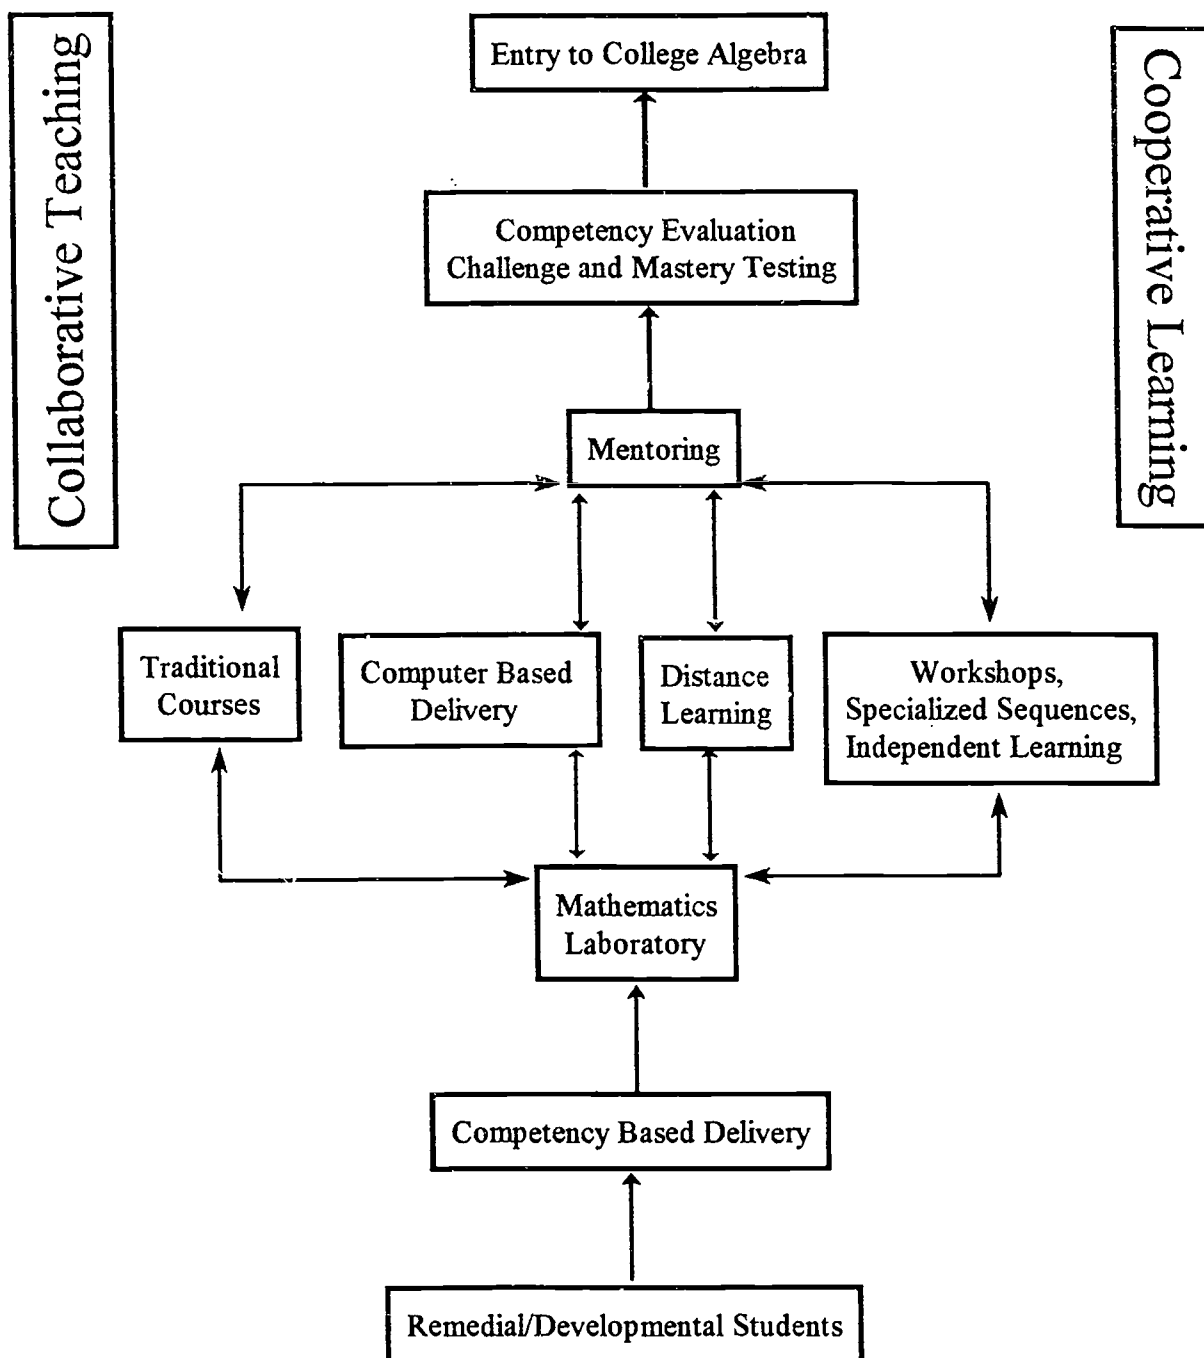 Collaborative Teaching
Cooperative Learning
Entry to College Algebra
Competency Evaluation
Challenge and Mastery Testing
Mentoring
Traditional
Courses
Computer Based
Delivery
Distance
Learning
Workshops,
Specialized Sequences,
Independent Learning
Mathematics
Laboratory
Competency Based Delivery
Remedial/Developmental Students